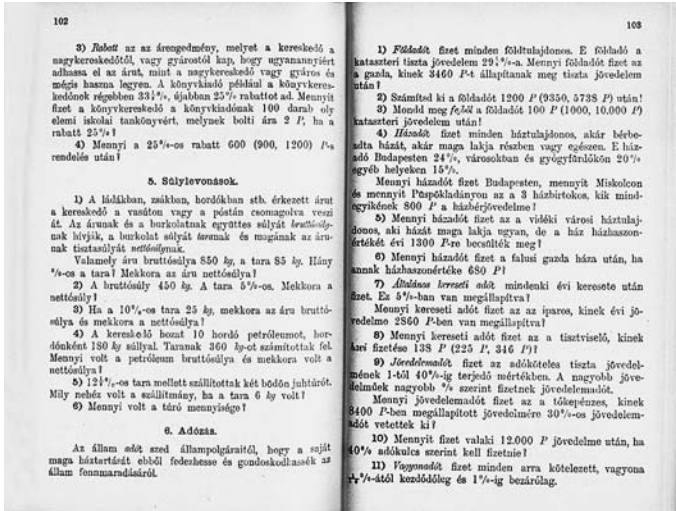 102
3) Rabatt az az árengedmény, melyet a kereskedő a
nagykereskedőtől, vagy gyárostól kap, hogy ugyanannyiért
adhassa el az árut, mint a nagykereskedő vagy gyáros és
mégis haszna legyen. A könyvkiadó például a könyvkeres-
kedőnek régebben 33⅓%, újabban 25% rabattot ad. Mennyit
fizet a könyvkereskedő a könyvkiadónak 100 darab oly
elemi iskolai tankönyvért, melynek bolti ára 2 P, ha a
rabatt 25%?
4) Mennyi a 25%-os rabatt 600 (900, 1200) P-s
rendelés után?
5. Súlylevonások.
1) A ládákban, zsákban, hordókban stb. érkezett árut
a kereskedő a vasúton vagy a póstán csomagolva veszi
át. Az árunak és a burkolatnak együttes súlyát bruttósúly-
nak hívják, a burkolat súlyát tarának és magának az áru-
nak tisztasúlyát nettósúlynak.
Valamely áru bruttósúlya 850 kg, a tara 85 kg. Hány
%-os a tara? Mekkora az áru nettósúlya?
2) A bruttósúly 450 kg. A tara 5%-os. Mekkora a
nettósúly?
3) Ha a 10%-os tara 25 kg, mekkora az áru bruttó-
súlya és mekkora a nettósúlya?
4) A kereskedő hozat 10 hordó petróleumot, hor-
dónként 180 kg súllyal. Taranak 360 kg-ot számítottak fel.
Mennyi volt a petróleum bruttósúlya és mekkora volt a
nettósúlya?
5) 12½%-os tara mellett szállítottak két bödön juhtúrót.
Mily nehéz volt a szállítmány, ha a tara 6 kg volt?
6) Mennyi volt a túró mennyisége?
6. Adózás.
Az állam adót szed állampolgáraitól, hogy a saját
maga háztartását ebből fedezhesse és gondoskodhassék az
állam fennmaradásáról.
103
1) Földadót fizet minden földtulajdonos. E földadó a
kataszteri tiszta jövedelem 29½%-a. Mennyi földadót fizet az
a gazda, kinek 3460 P-t állapítanak meg tiszta jövedelem
után?
2) Számítsd ki a földadót 1200 P (9350, 5738 P) után!
3) Mondd meg fejből a földadót 100 P (1000, 10.000 P)
kataszteri jövedelem után!
4) Házadót fizet minden háztulajdonos, akár bérbe-
adta házát, akár maga lakja részben vagy egészen. E ház-
adó Budapesten 24%, városokban és gyógyfürdőkön 20%
egyéb helyeken 15%.
Mennyi házadót fizet Budapesten, mennyit Miskolcon
és mennyit Püspökladányon az a 3 házbirtokos, kik mind-
egyikének 800 P a házbérjövedelme?
5) Mennyi házadót fizet az a vidéki városi háztulaj-
donos, aki házát maga lakja ugyan, de a ház házhaszon-
értékét évi 1300 P-re becsülték meg?
6) Mennyi házadót fizet a falusi gazda háza után, ha
annak házhaszonértéke 680 P?
7) Általános kereseti adót mindenki évi keresete után
fizet. Ez 5%-ban van megállapítva?
Mennyi kereseti adót fizet az az iparos, kinek évi jö-
vedelme 2860 P-ben van megállapítva?
8) Mennyi kereseti adót fizet az a tisztviselő, kinek
havi fizetése 138 P (225 P, 346 P)?
9) Jövedelemadót fizet az adóköteles tiszta jövedel-
mének 1-től 40%-ig terjedő mértékben. A nagyobb jöve-
delműek nagyobb % szerint fizetnek jövedelemadót.
Mennyi jövedelemadót fizet az a tőkepénzes, kinek
8400 P-ben megállapított jövedelmére 30%-os jövedelem-
adót vetettek ki?
10) Mennyit fizet valaki 12.000 P jövedelme után, ha
40% adókulcs szerint kell fizetnie?
11) Vagyonadót fizet minden arra kötelezett, vagyona
%-ától kezdődőleg és 1%-ig bezárólag.